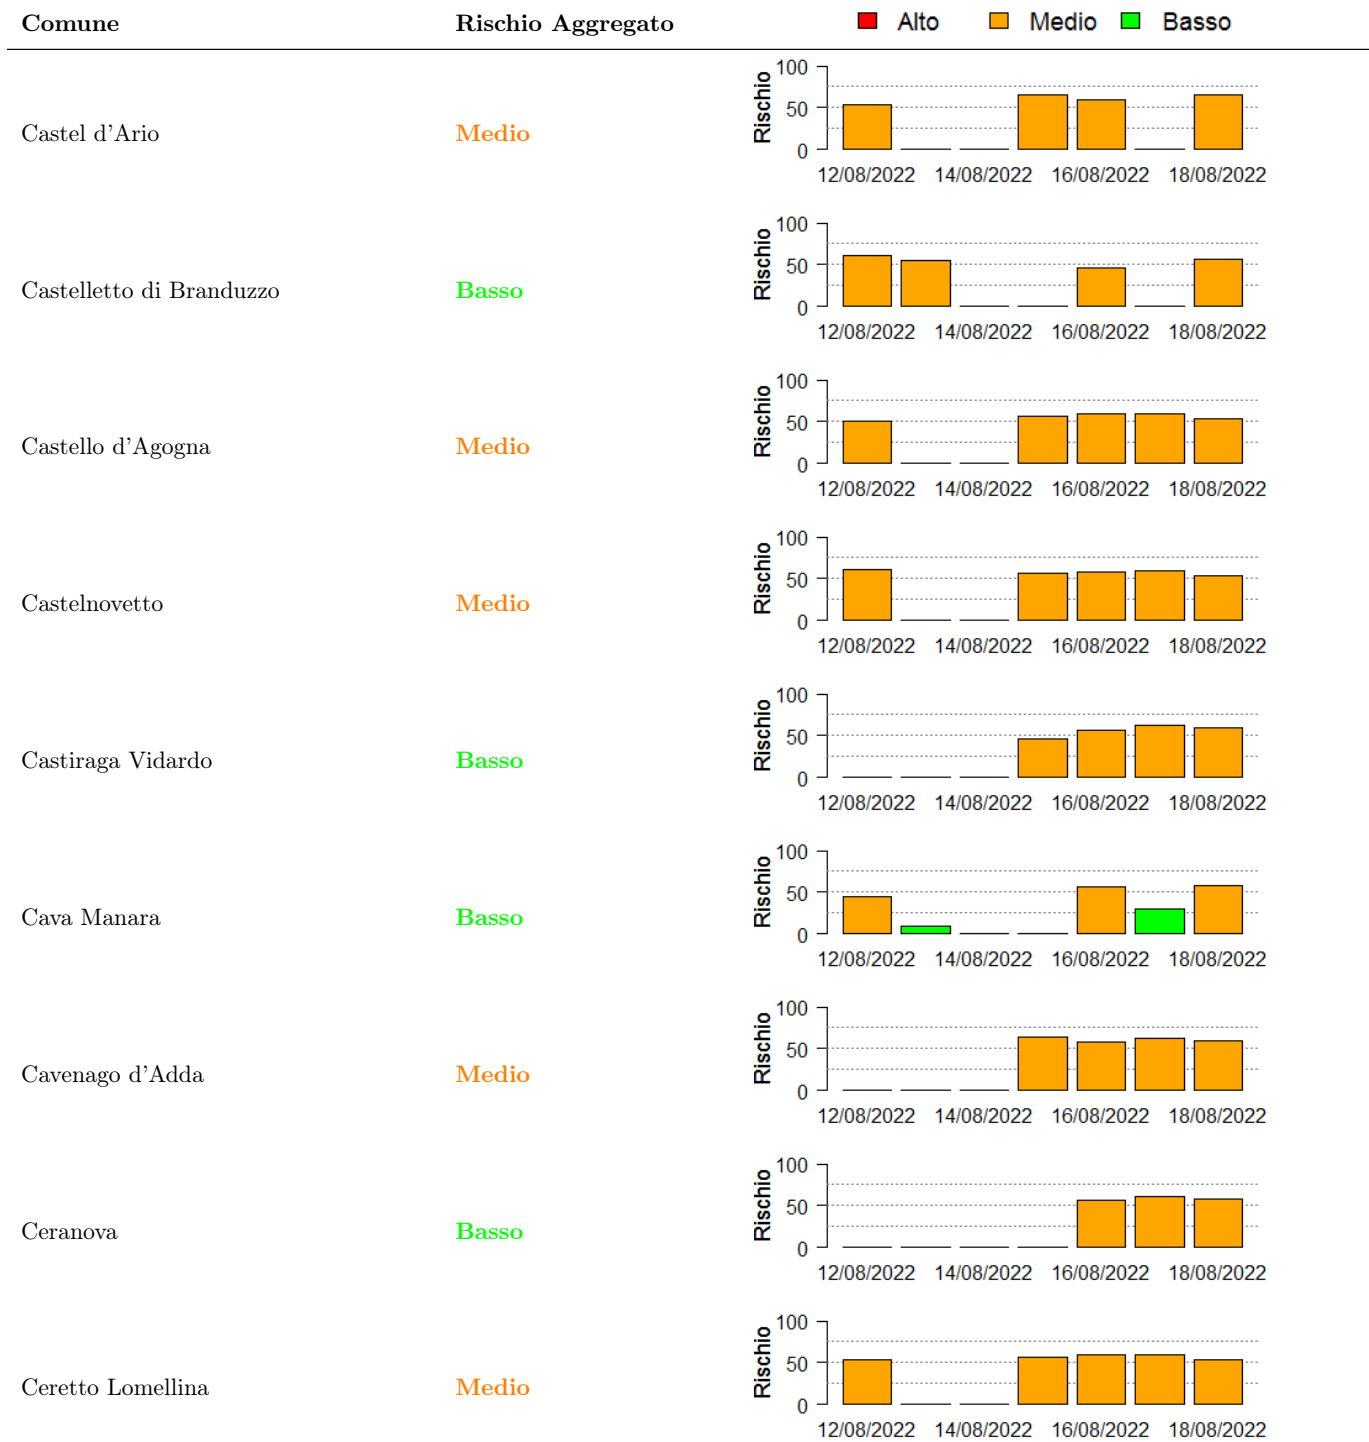 Comune Rischio Aggregato Alto Medio Basso
100
Rischio
50
Castel d'Ario Medio
0
12/08/2022 14/08/2022 16/08/2022 18/08/2022
100
Rischio
50
Castelletto di Branduzzo Basso
0
12/08/2022 14/08/2022 16/08/2022 18/08/2022
100
Rischio
50
Castello d'Agogna Medio
0
12/08/2022 14/08/2022 16/08/2022 18/08/2022
100
Rischio
50
Castelnovetto Medio
0
12/08/2022 14/08/2022 16/08/2022 18/08/2022
100
Rischio
50
Castiraga Vidardo Basso
0
12/08/2022 14/08/2022 16/08/2022 18/08/2022
100
Rischio
50
Cava Manara Basso
0
12/08/2022 14/08/2022 16/08/2022 18/08/2022
100
Rischio
50
Cavenago d'Adda Medio
0
12/08/2022 14/08/2022 16/08/2022 18/08/2022
100
Rischio
50
Ceranova Basso
0
12/08/2022 14/08/2022 16/08/2022 18/08/2022
100
Rischio
50
Ceretto Lomellina Medio
0
12/08/2022 14/08/2022 16/08/2022 18/08/2022